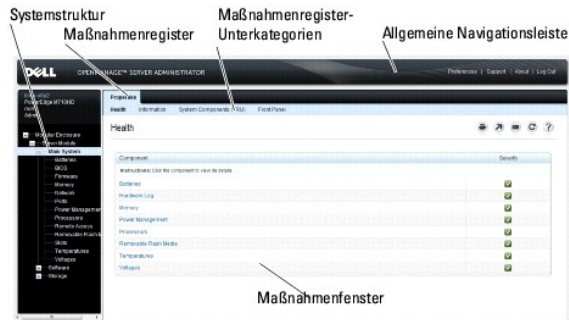 Systemstruktur
Maßnahmenregister
Maßnahmenregister-
Unterkategorien
Allgemeine Navigationsleiste
DELL OPENMANAGE™ SERVER ADMINISTRATOR
Preferences | Support | About | Log Out
PowerEdge M710HD
Properties
Health Information System Components (FRU) Front Panel
Health
Modular Enclosure
Server Module
Main System
Batteries
BIOS
Firmware
Memory
Network
Ports
Power Management
Processors
Remote Access
Removable Flash M
Slots
Temperatures
Voltages
Software
Storage
Component Severity
Instructions: Click the component to view its details.
Batteries
Hardware Log
Memory
Power Management
Processors
Removable Flash Media
Temperatures
Voltages
Maßnahmenfenster